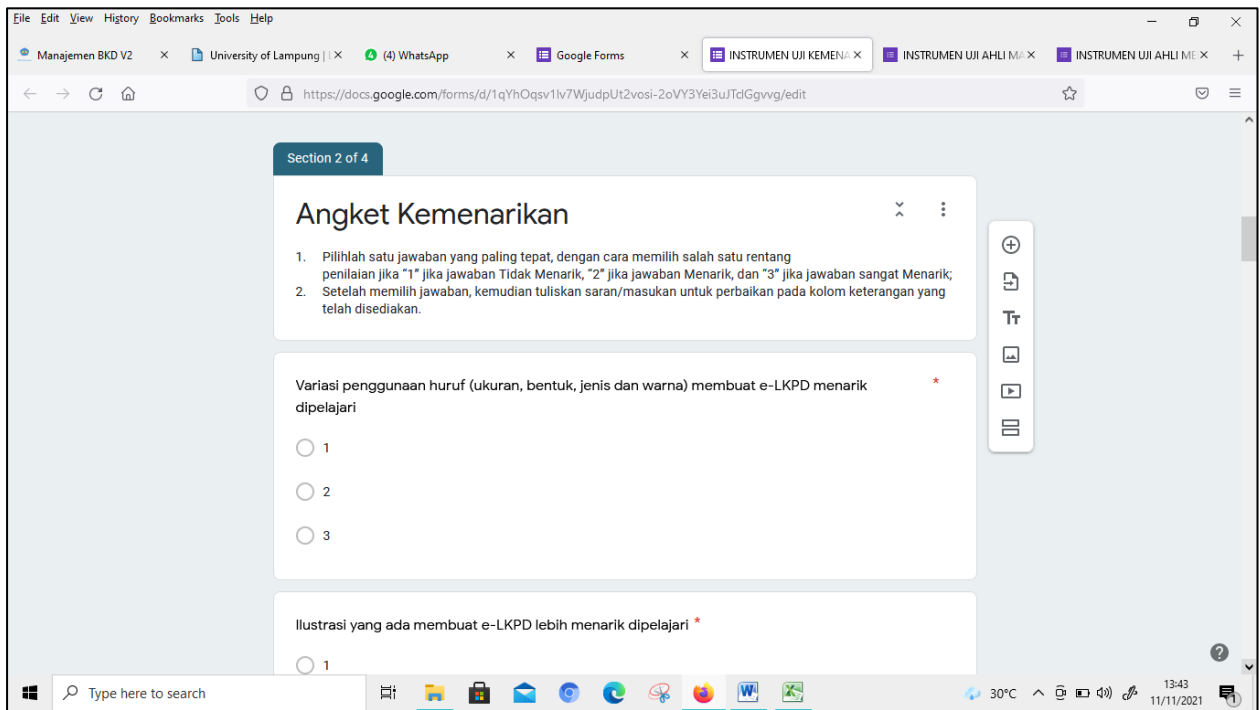 File Edit View History Bookmarks Tools Help
Manajemen BKD V2
University of Lampung |
(4) WhatsApp
Google Forms
INSTRUMEN UJI KEMENA
INSTRUMEN UJI AHLI MA
INSTRUMEN UJI AHLI ME
https://docs.google.com/forms/d/1qYhOqsv1Iv7WjudpUt2vosi-2oVY3Yei3uJTclGgvvg/edit
Section 2 of 4
Angket Kemenarikan
1. Pilihlah satu jawaban yang paling tepat, dengan cara memilih salah satu rentang
penilaian jika “1” jika jawaban Tidak Menarik, “2” jika jawaban Menarik, dan “3” jika jawaban sangat Menarik;
2. Setelah memilih jawaban, kemudian tuliskan saran/masukan untuk perbaikan pada kolom keterangan yang
telah disediakan.
Variasi penggunaan huruf (ukuran, bentuk, jenis dan warna) membuat e-LKPD menarik *
dipelajari
1
2
3
Ilustrasi yang ada membuat e-LKPD lebih menarik dipelajari *
1
Type here to search
30°C
13:43
11/11/2021
1